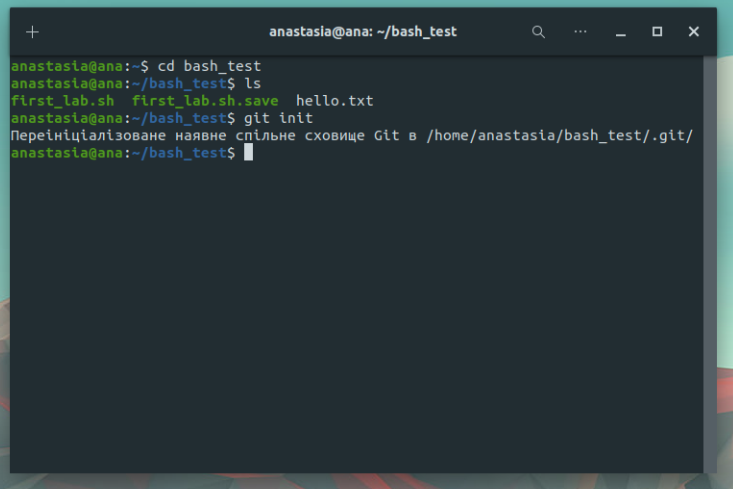 anastasia@ana: ~/bash_test
anastasia@ana:~$ cd bash_test
anastasia@ana:~/bash_test$ ls
first_lab.sh  first_lab.sh.save  hello.txt
anastasia@ana:~/bash_test$ git init
Переініціалізоване наявне спільне сховище Git в /home/anastasia/bash_test/.git/
anastasia@ana:~/bash_test$